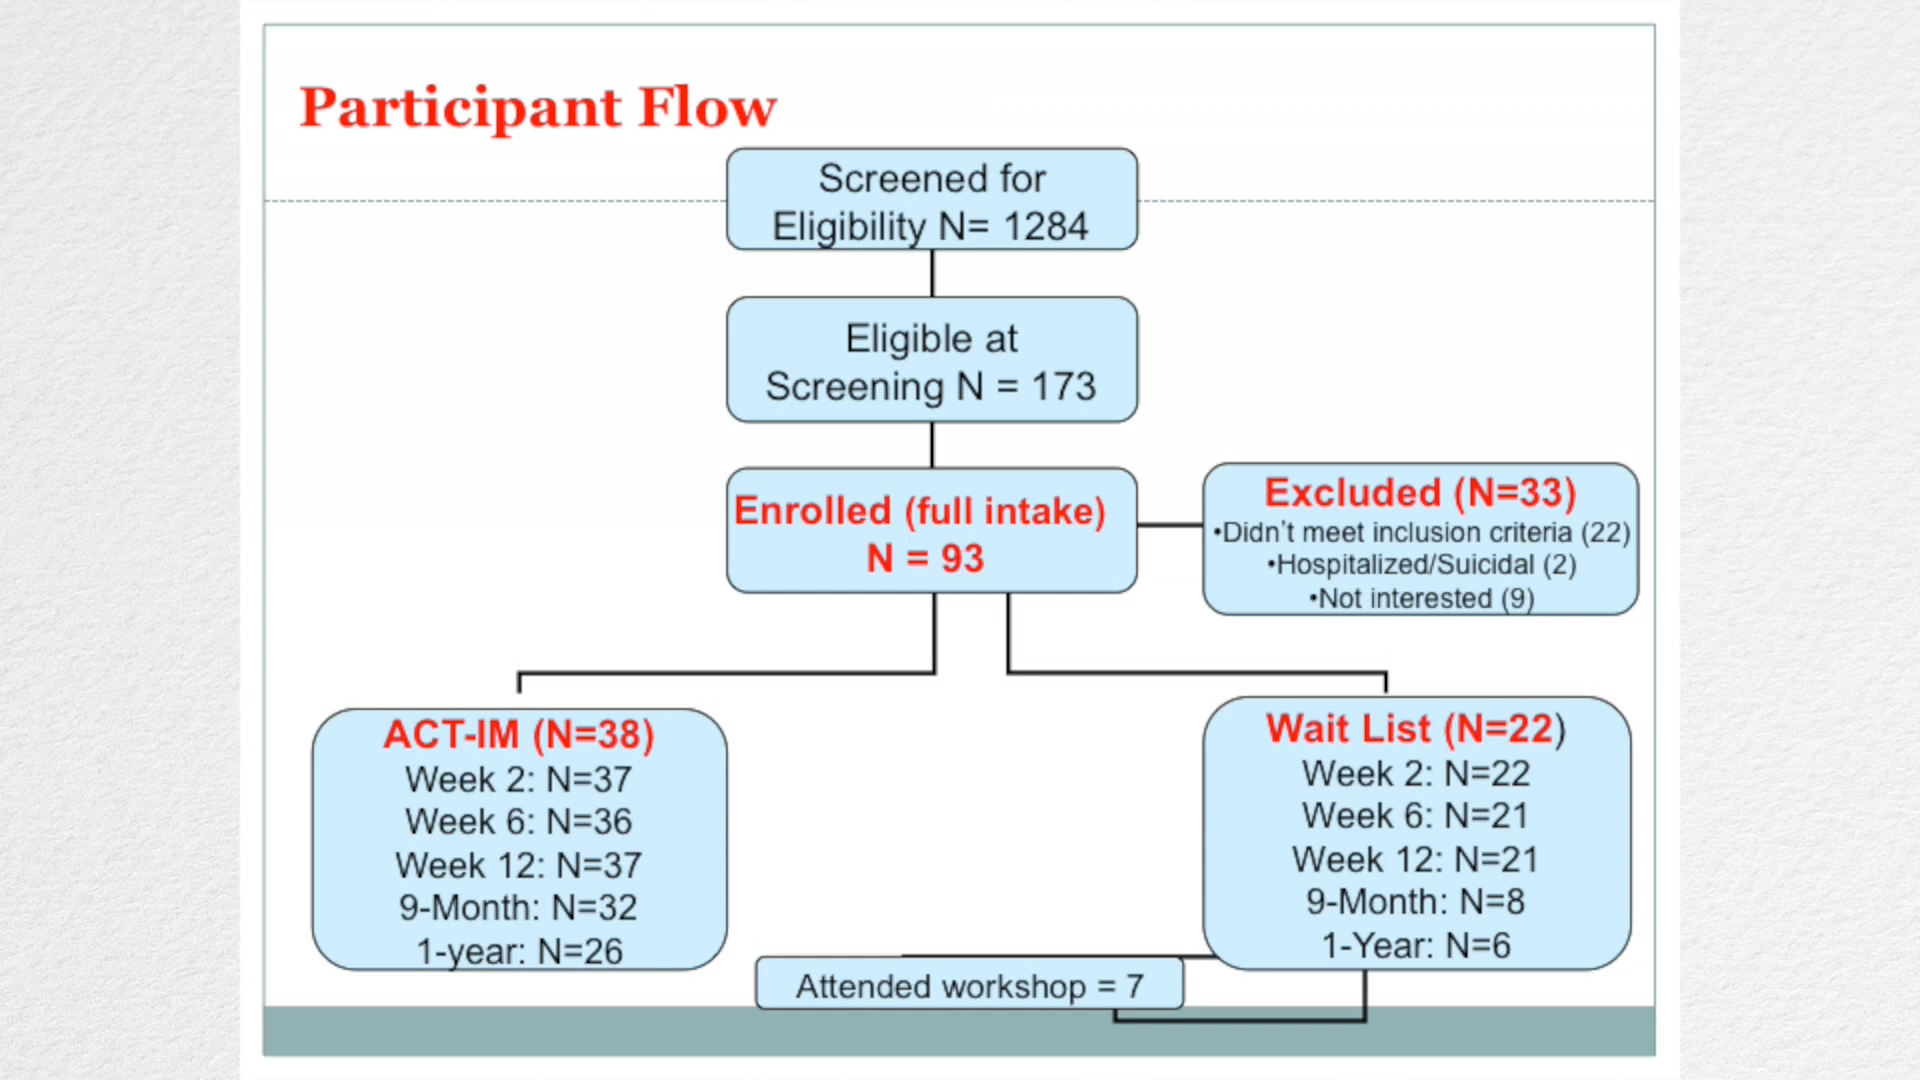 Participant Flow
Screened for
Eligibility N= 1284
Eligible at
Screening N = 173
Enrolled (full intake)
N = 93
Excluded (N=33)
•Didn't meet inclusion criteria (22)
•Hospitalized/Suicidal (2)
•Not interested (9)
ACT-IM (N=38)
Week 2: N=37
Week 6: N=36
Week 12: N=37
9-Month: N=32
1-year: N=26
Wait List (N=22)
Week 2: N=22
Week 6: N=21
Week 12: N=21
9-Month: N=8
1-Year: N=6
Attended workshop = 7